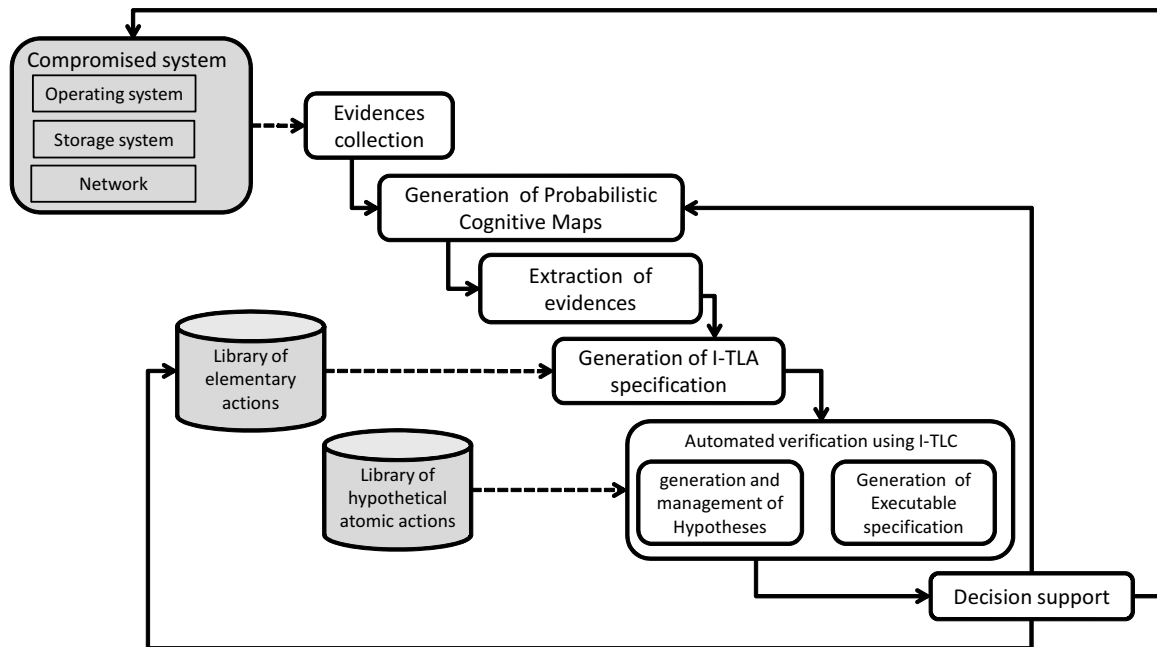 Compromised system
Operating system
Storage system
Network
Evidences
collection
Generation of Probabilistic
Cognitive Maps
Extraction of
evidences
Library of
elementary
actions
Generation of I-TLA
specification
Library of
hypothetical
atomic actions
Automated verification using I-TLC
generation and
management of
Hypotheses
Generation of
Executable
specification
Decision support